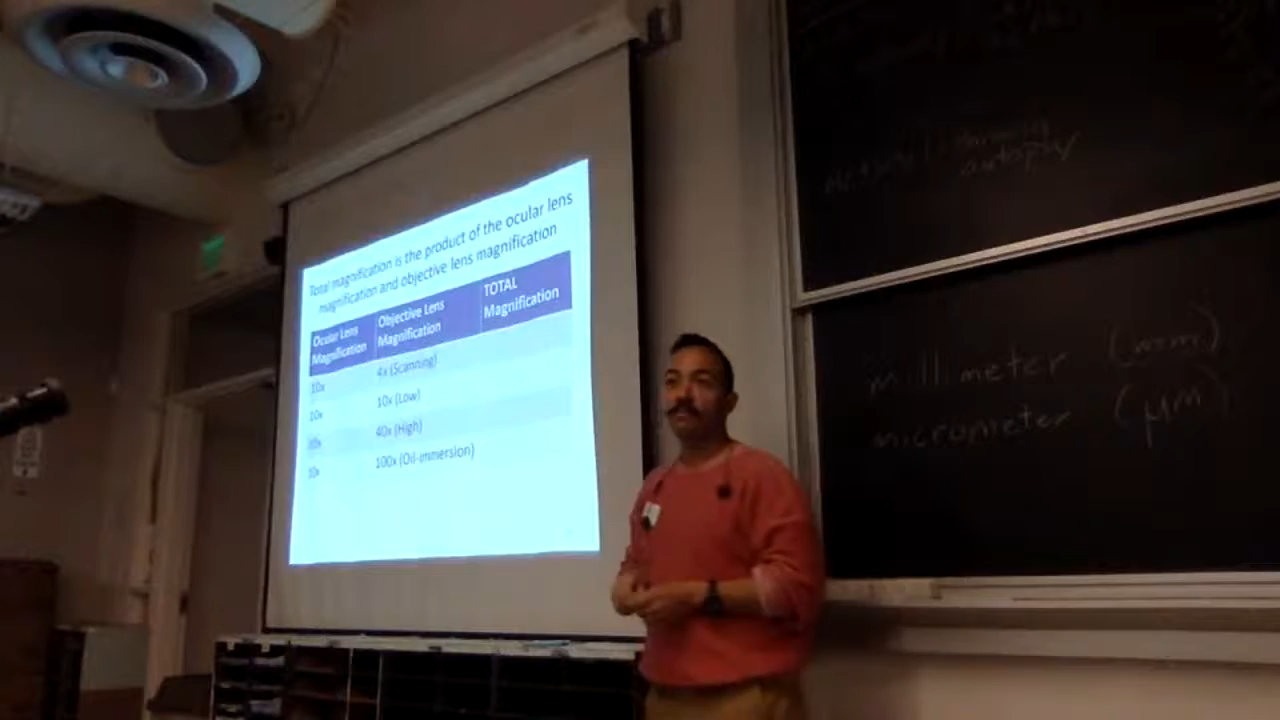 Total magnification is the product of the ocular lens
magnification and objective lens magnification
Ocular Lens Magnification
Objective Lens Magnification
TOTAL Magnification
10x 4x (Scanning)
10x 10x (Low)
10x 40x (High)
10x 100x (Oil-immersion)
autophy
millimeter (mm)
micrometer (μm)